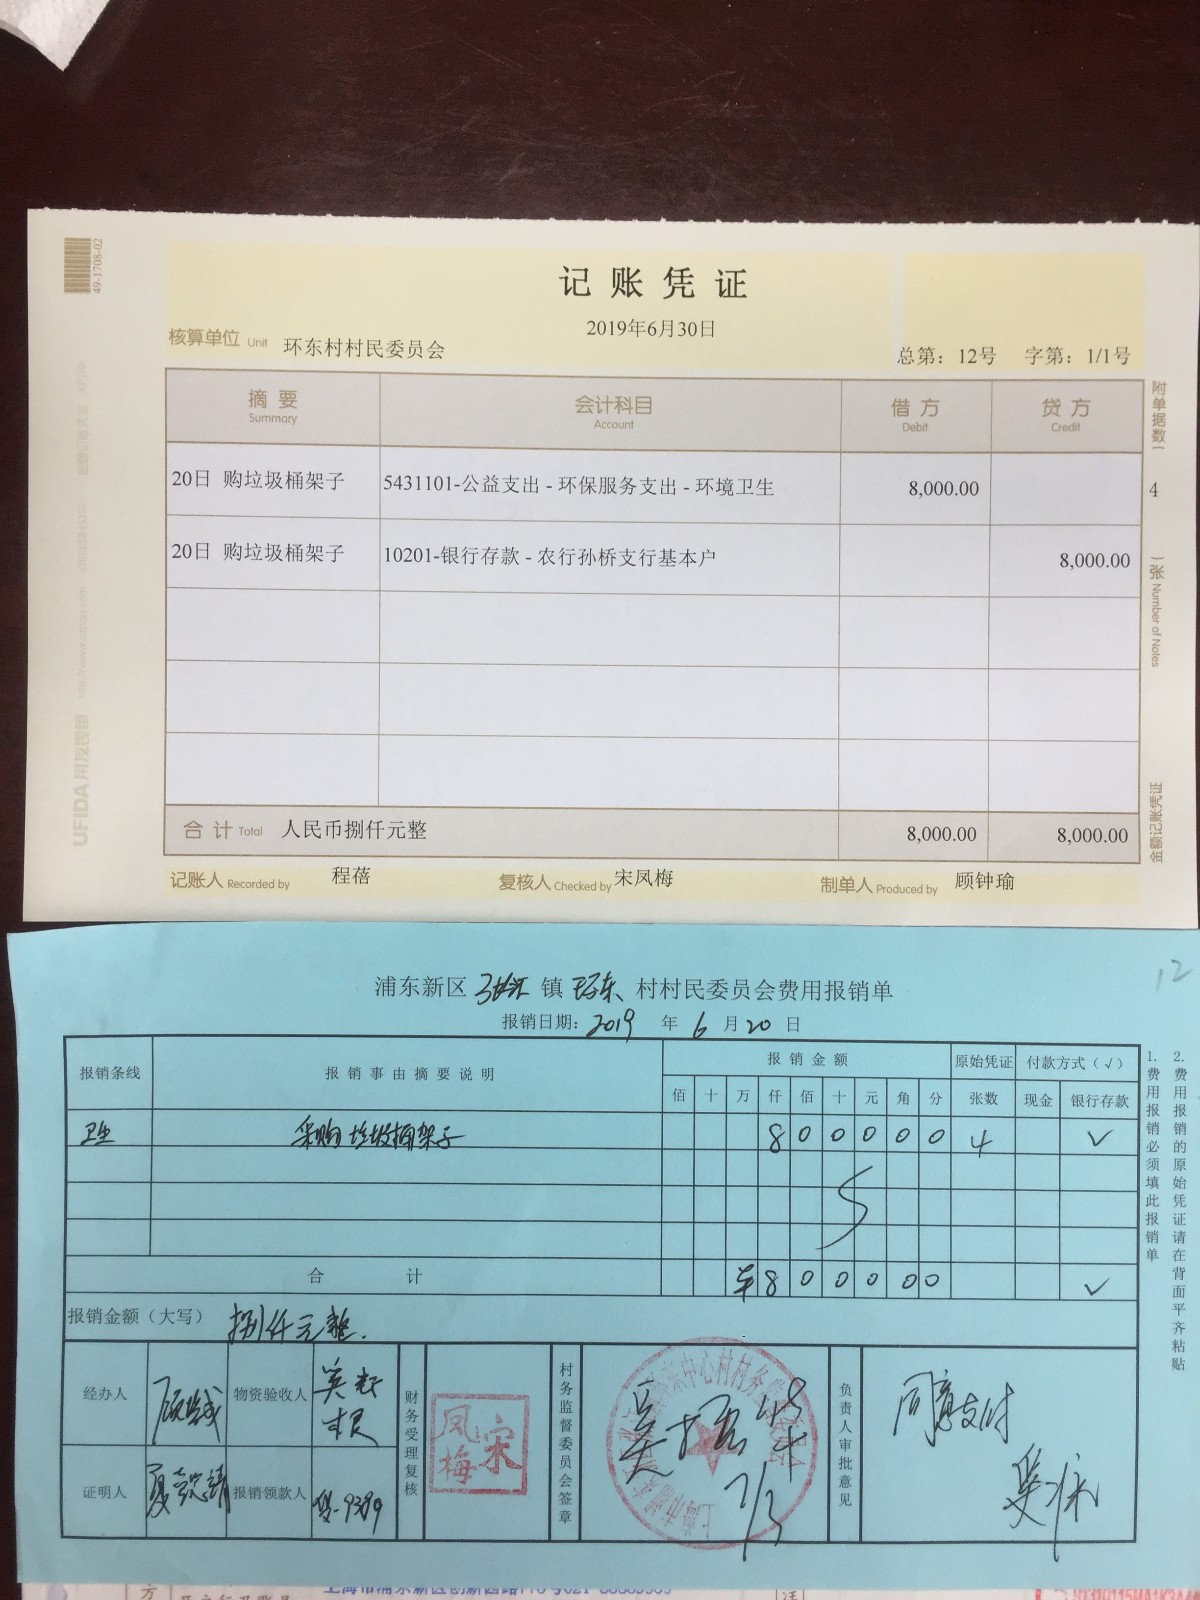 49-1708-02
记账凭证
2019年6月30日
核算单位 Unit 环东村村民委员会
总第：12号 字第：1/1号
摘要 会计科目 借方 贷方
Summary Account Debit Credit
20日 购垃圾桶架子 5431101-公益支出-环保服务支出-环境卫生 8,000.00
20日 购垃圾桶架子 10201-银行存款-农行孙桥支行基本户 8,000.00
合计 Total 人民币捌仟元整 8,000.00 8,000.00
记账人 Recorded by 程蓓 复核人 Checked by 宋凤梅 制单人 Produced by 顾钟瑜
附单据数( 4 )张 Number of Notes
金额记账凭证
UFIDA 用友表单
12
浦东新区 张江 镇 环东 村村民委员会费用报销单
报销日期：2019 年 6 月 20 日
报销条线 报销事由摘要说明 报销金额 原始凭证 付款方式（√）
佰 十 万 仟 佰 十 元 角 分 张数 现金 银行存款
卫生 采购垃圾桶架子 8 0 0 0 0 0 4 √
合计 ¥ 8 0 0 0 0 0 √
报销金额（大写） 捌仟元整.
经办人 物资验收人
证明人 报销领款人
财务受理复核
宋凤梅
村务监督委员会签章
负责人审批意见
同意支付
1.费用报销必须填此报销单
2.费用报销的原始凭证请在背面平齐粘贴